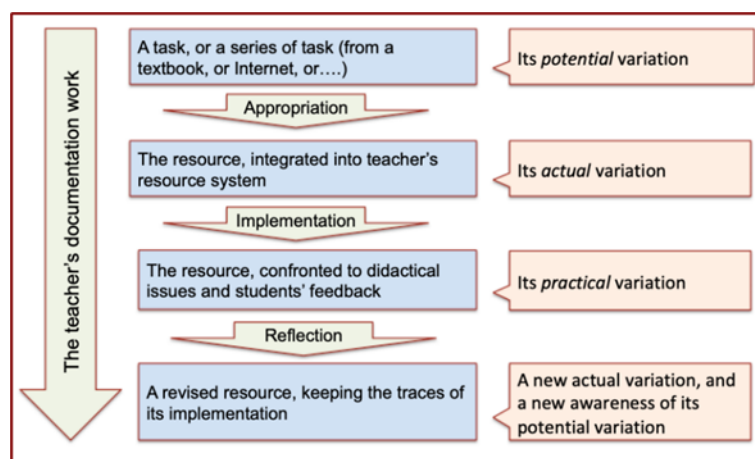 The teacher's documentation work
A task, or a series of task (from a
textbook, or Internet, or....)
Its potential variation
Appropriation
The resource, integrated into teacher's
resource system
Its actual variation
Implementation
The resource, confronted to didactical
issues and students' feedback
Its practical variation
Reflection
A revised resource, keeping the traces of
its implementation
A new actual variation, and
a new awareness of its
potential variation